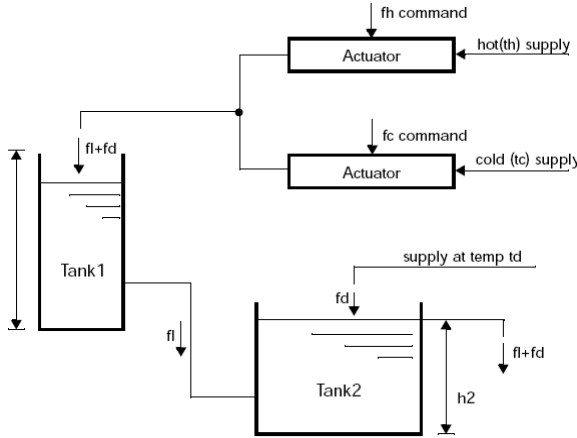 fh command
Actuator
hot(th) supply
fc command
fl+fd
Actuator
cold (tc) supply
Tank1
supply at temp td
fd
fl
fl+fd
Tank2
h2